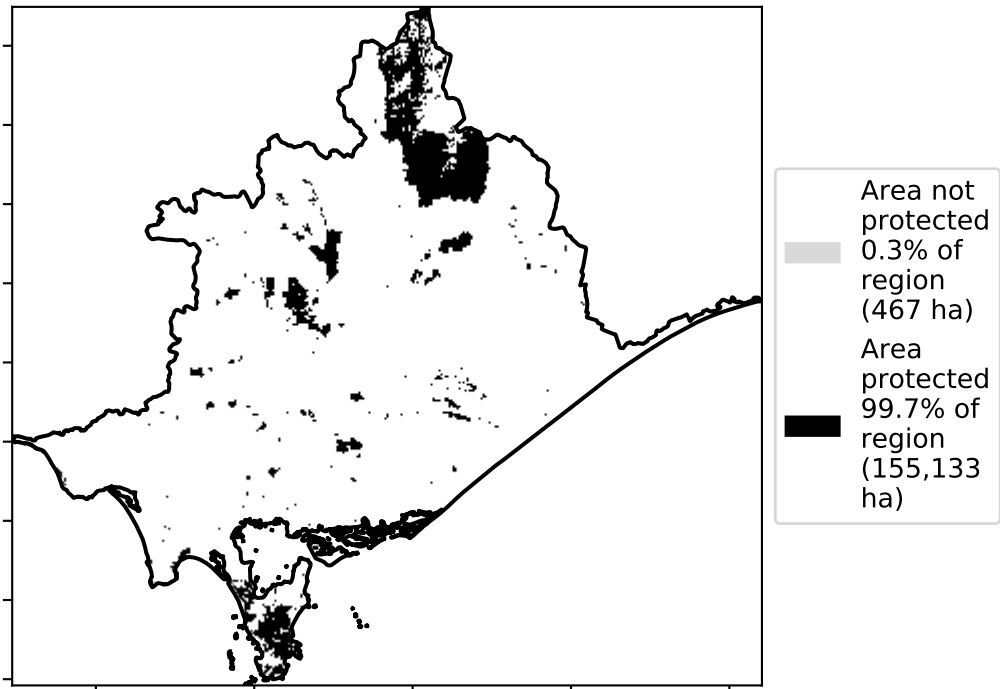 Area not
protected
0.3% of
region
(467 ha)
Area
protected
99.7% of
region
(155,133
ha)